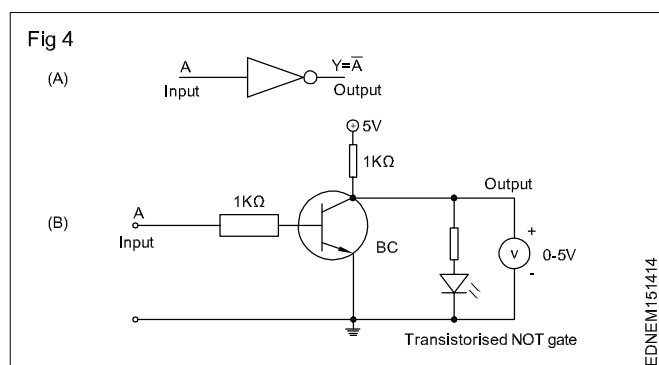 Fig 4
(A)
A
Input
Y=A̅
Output
5V
1KΩ
(B)
A
Input
1KΩ
BC
Output
+
V
-
0-5V
Transistorised NOT gate
EDNEM151414